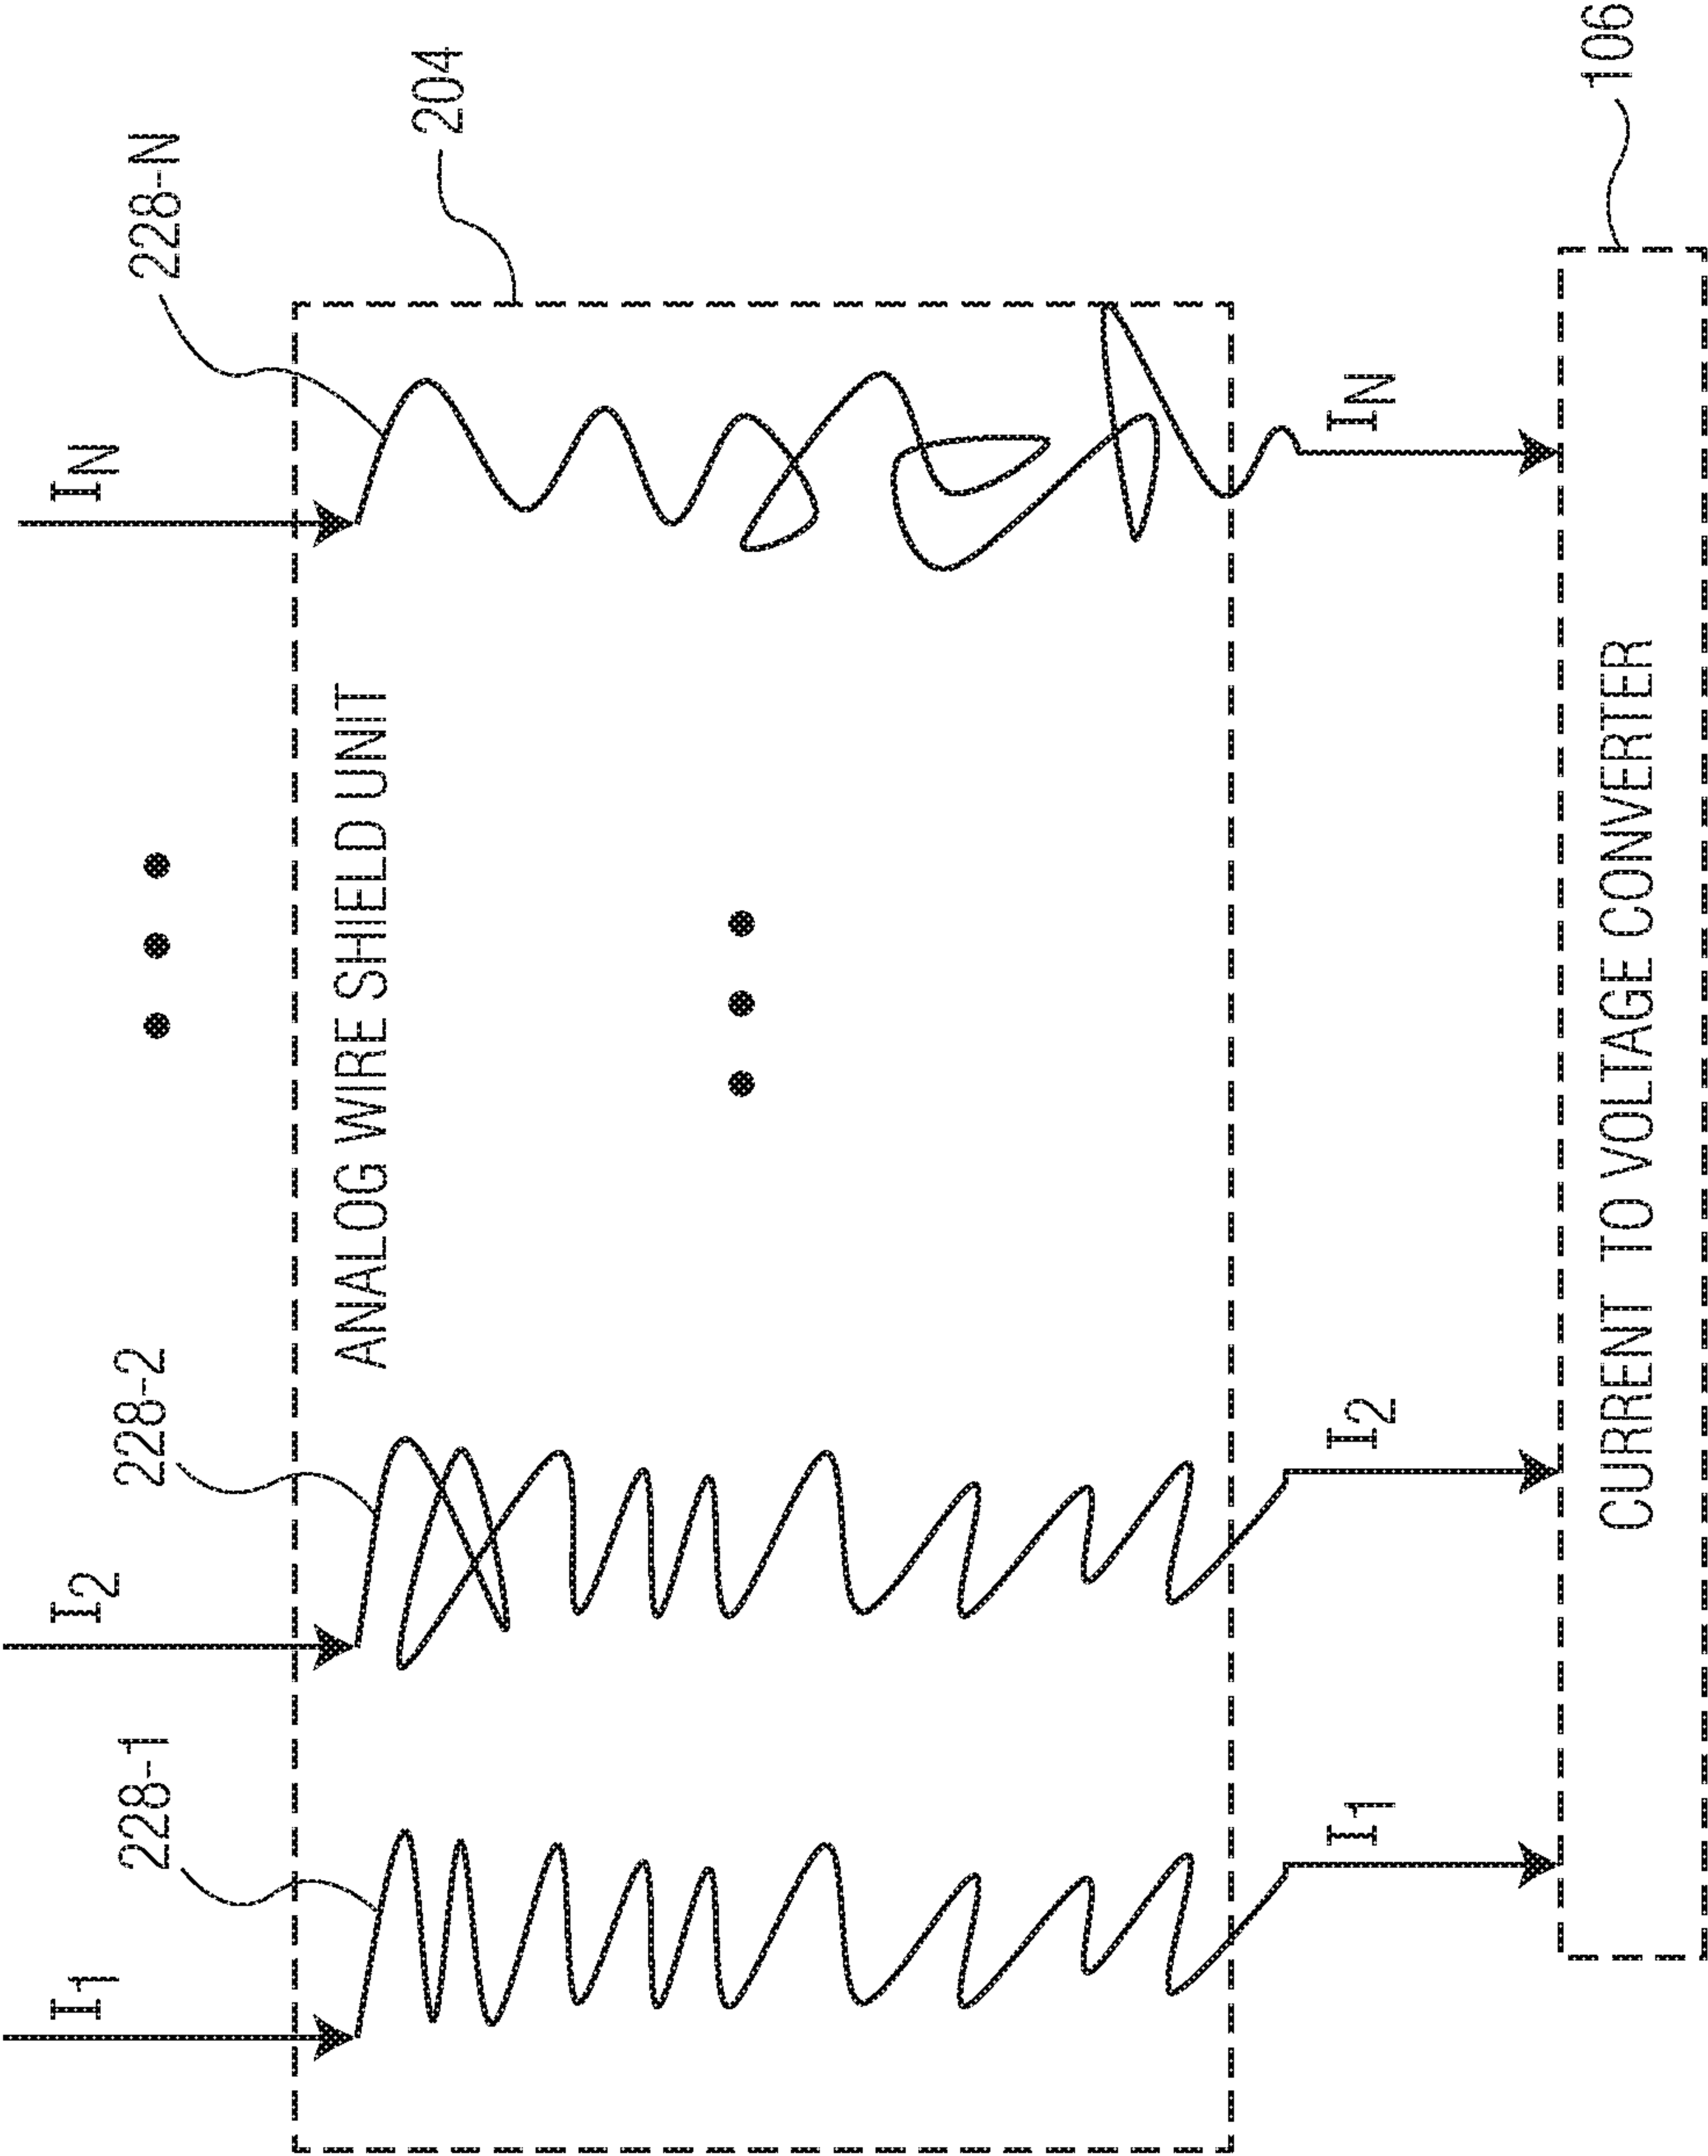 I1
I2
IN
228-1
228-2
228-N
204
ANALOG WIRE SHIELD UNIT
I1
I2
IN
106
CURRENT TO VOLTAGE CONVERTER